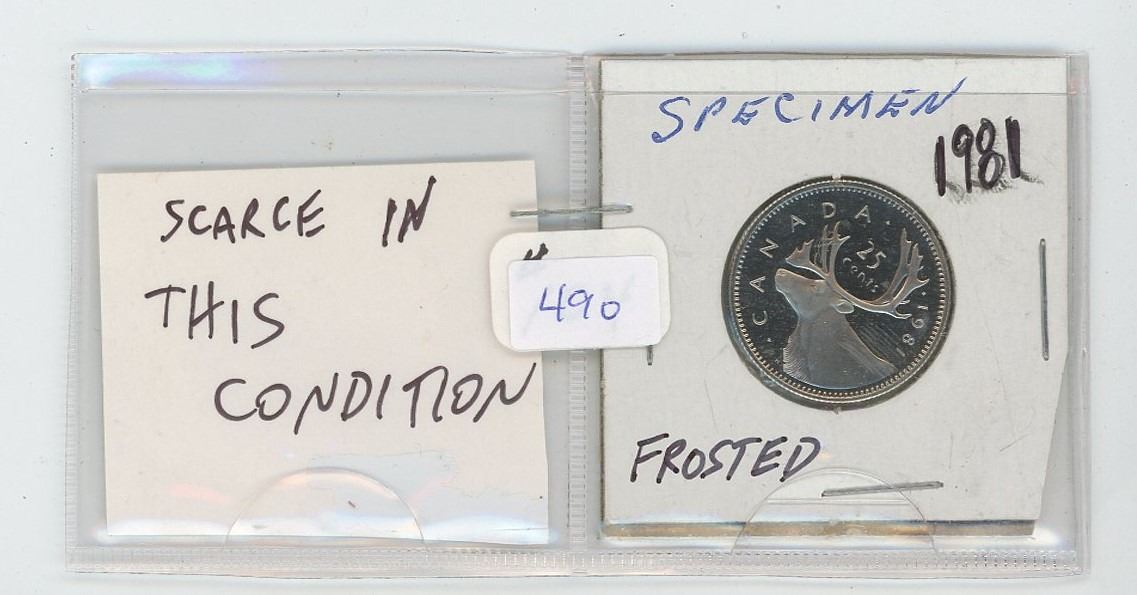 SCARCE IN
THIS
CONDITION
490
SPECIMEN
1981
CANADA
25
cents
1981
FROSTED